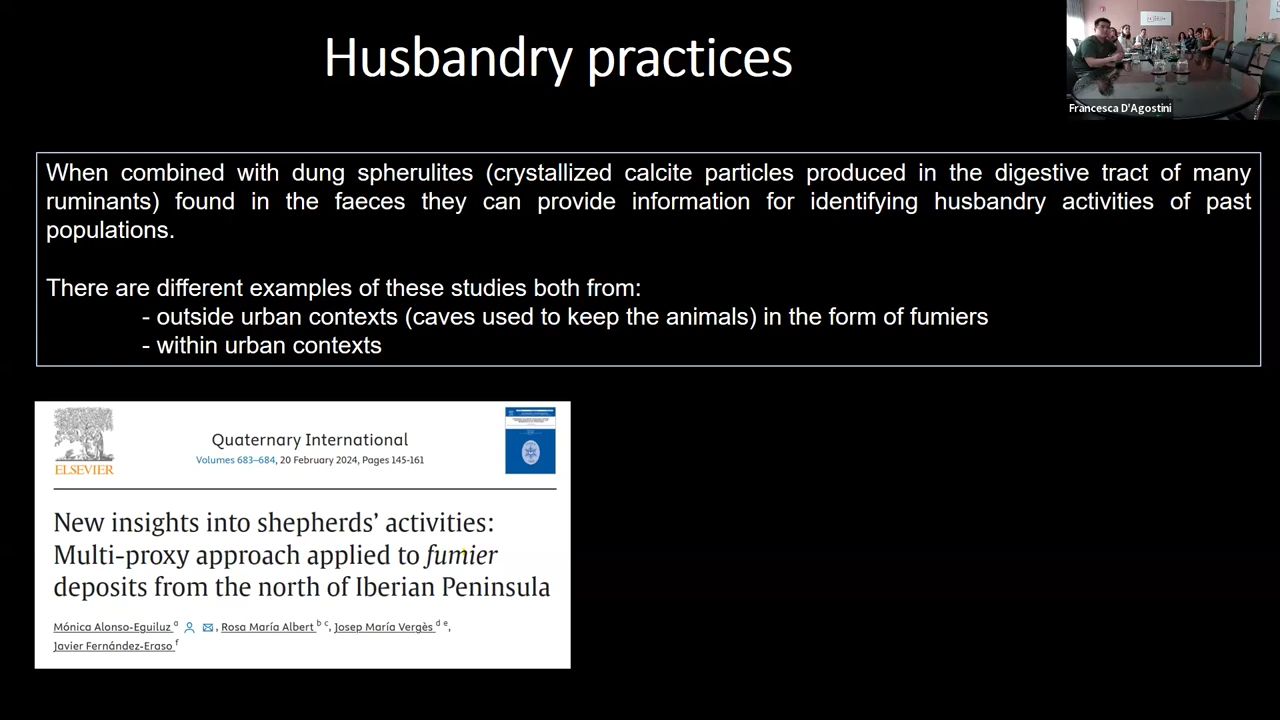 Husbandry practices
Francesca D'Agostini
When combined with dung spherulites (crystallized calcite particles produced in the digestive tract of many
ruminants) found in the faeces they can provide information for identifying husbandry activities of past
populations.
There are different examples of these studies both from:
- outside urban contexts (caves used to keep the animals) in the form of fumiers
- within urban contexts
ELSEVIER
Quaternary International
Volumes 683–684, 20 February 2024, Pages 145-161
New insights into shepherds’ activities:
Multi-proxy approach applied to fumier
deposits from the north of Iberian Peninsula
Mónica Alonso-Eguiluz a , Rosa María Albert b c, Josep María Vergès d e,
Javier Fernández-Eraso f